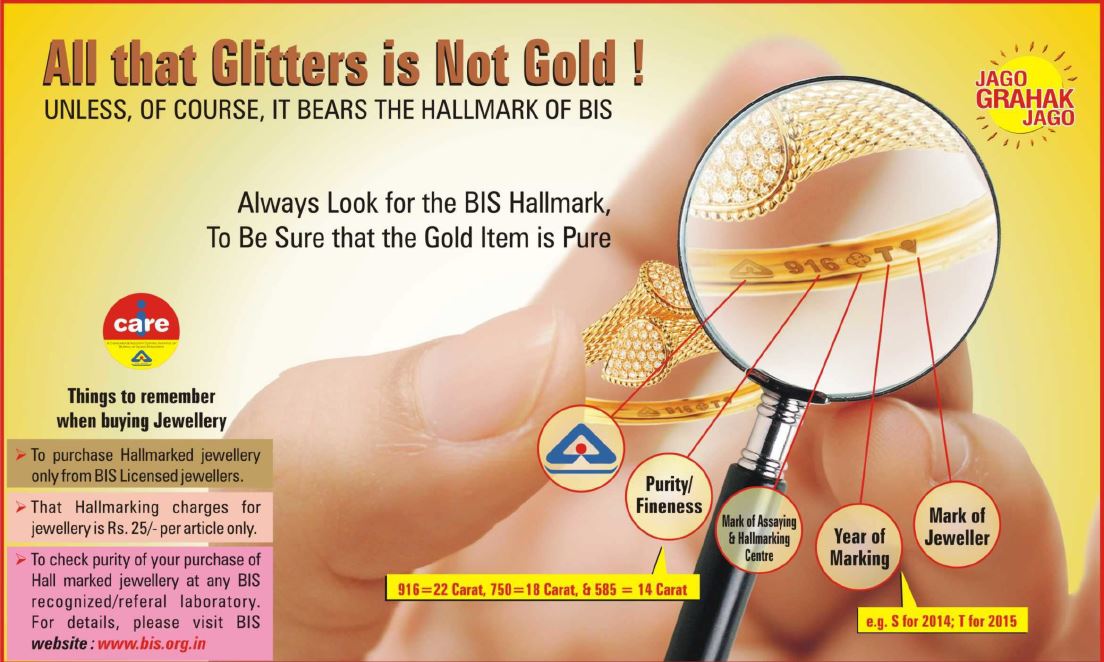 All that Glitters is Not Gold !
UNLESS, OF COURSE, IT BEARS THE HALLMARK OF BIS
JAGO
GRAHAK
JAGO
Always Look for the BIS Hallmark,
To Be Sure that the Gold Item is Pure
916 T
916 T
i
care
Things to remember
when buying Jewellery
➢ To purchase Hallmarked jewellery
only from BIS Licensed jewellers.
➢ That Hallmarking charges for
jewellery is Rs. 25/- per article only.
➢ To check purity of your purchase of
Hall marked jewellery at any BIS
recognized/referal laboratory.
For details, please visit BIS
website : www.bis.org.in
Purity/
Fineness
Mark of Assaying
& Hallmarking
Centre
Year of
Marking
Mark of
Jeweller
916=22 Carat, 750=18 Carat, & 585 = 14 Carat
e.g. S for 2014; T for 2015